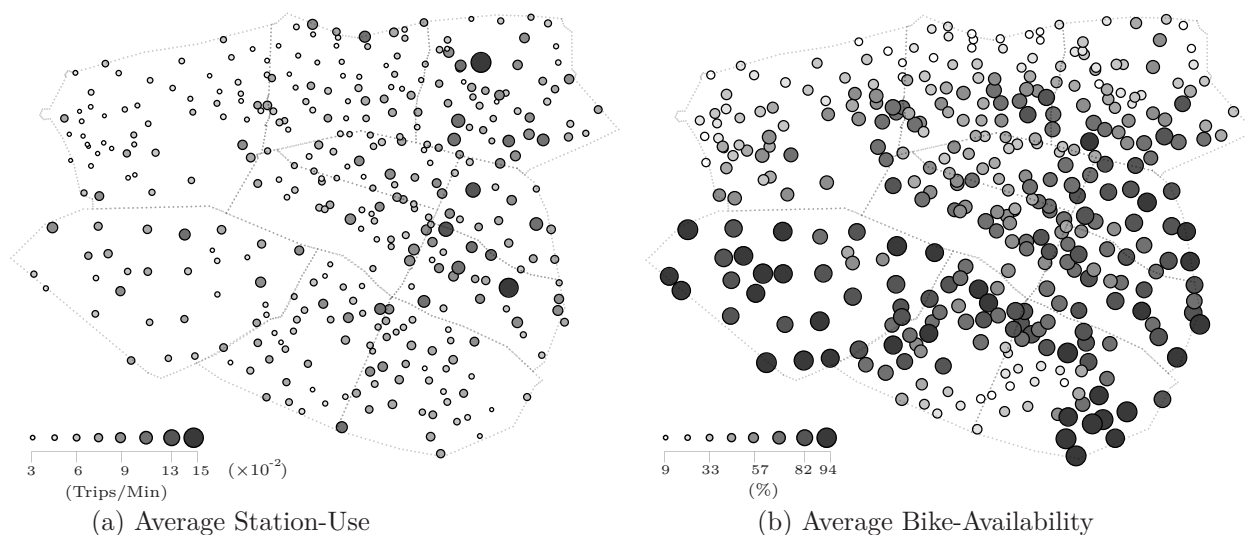 3 6 9 13 15 (×10⁻²)
(Trips/Min)
(a) Average Station-Use
9 33 57 82 94
(%)
(b) Average Bike-Availability